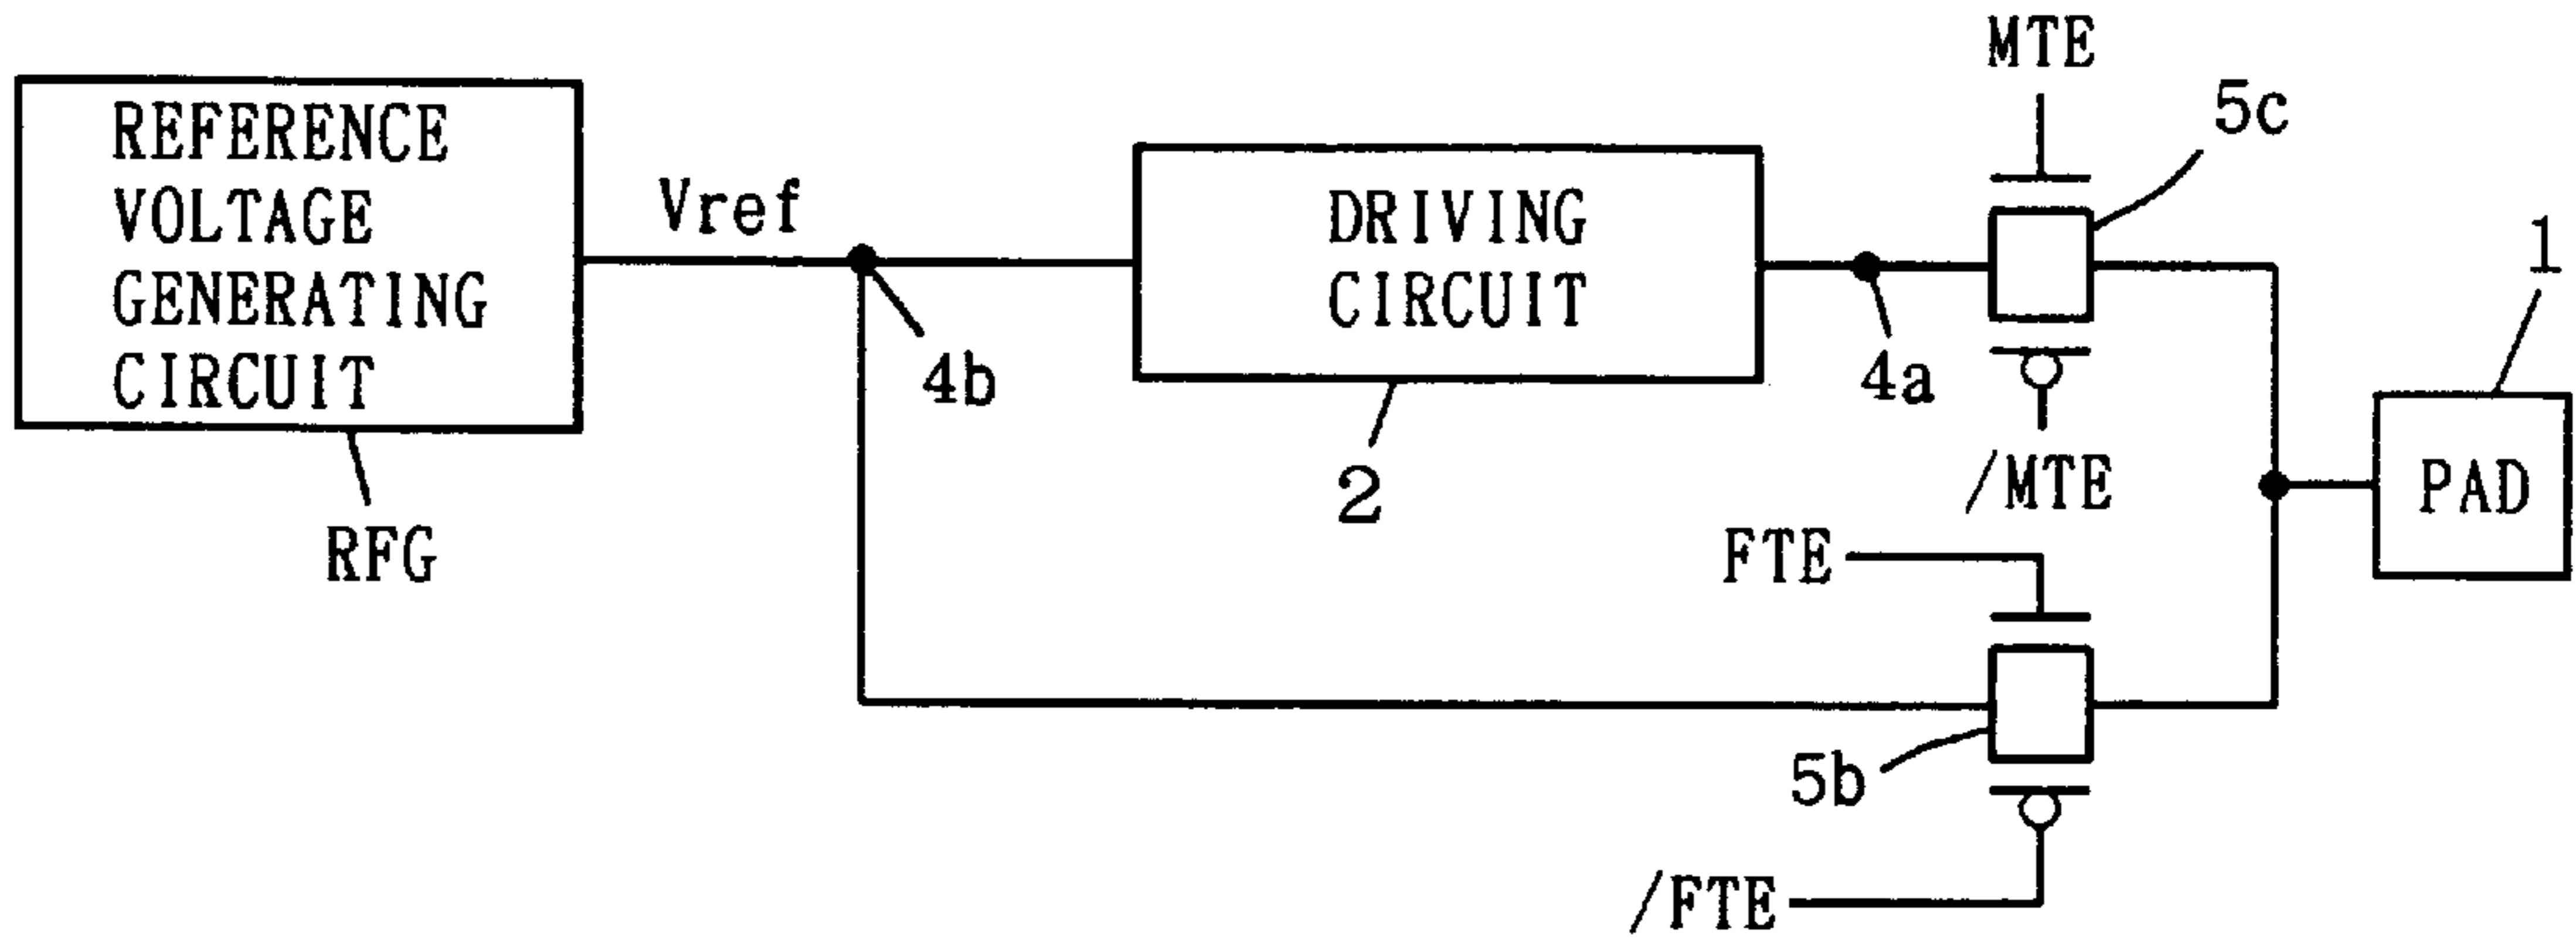 REFERENCE
VOLTAGE
GENERATING
CIRCUIT
RFG
Vref
4b
DRIVING
CIRCUIT
2
4a
MTE
5c
/MTE
1
PAD
FTE
5b
/FTE